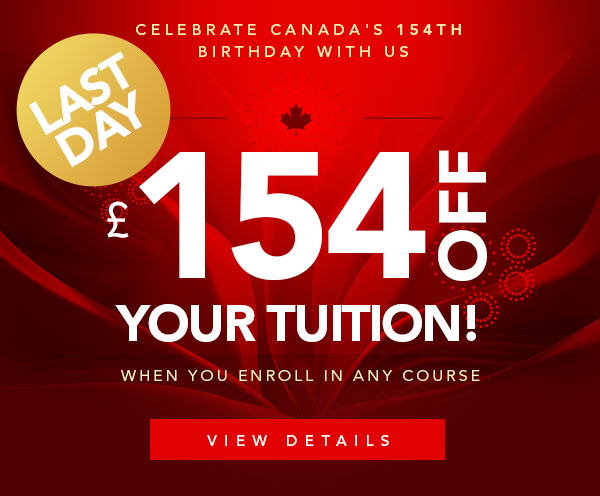 CELEBRATE CANADA'S 154TH
BIRTHDAY WITH US
LAST
DAY
£154 OFF
YOUR TUITION!
WHEN YOU ENROLL IN ANY COURSE
VIEW DETAILS